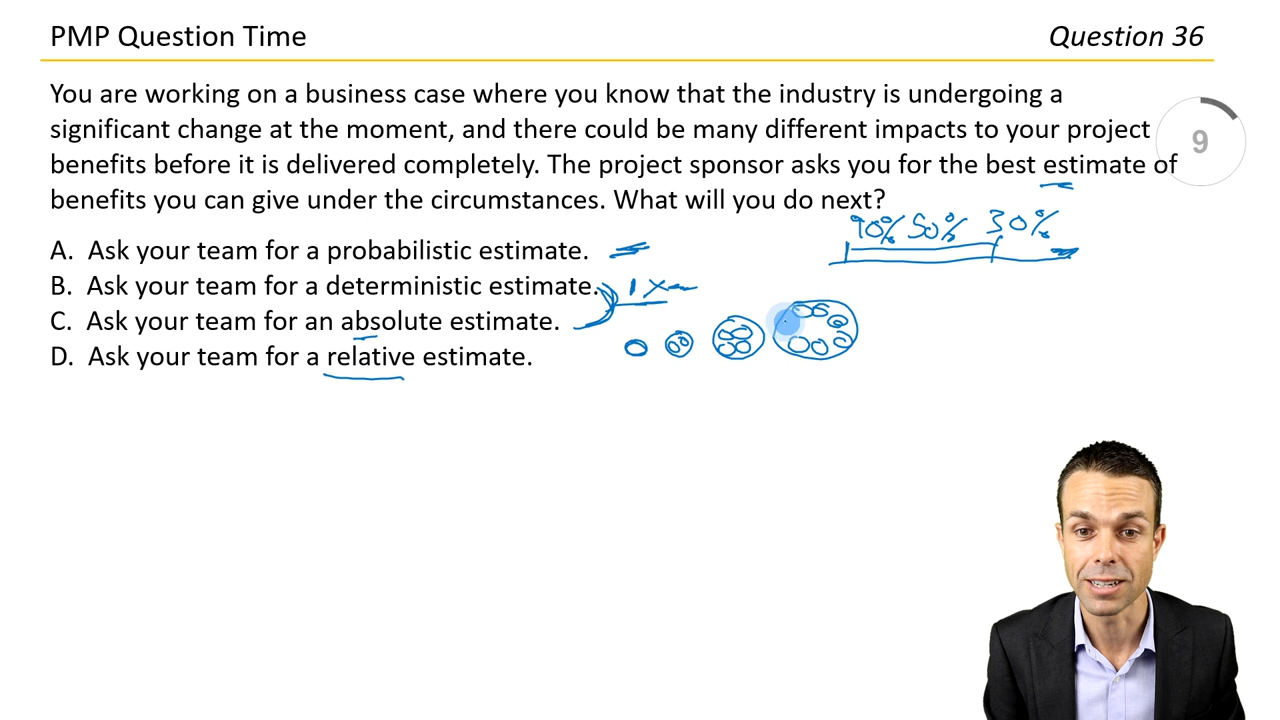 PMP Question Time
Question 36
You are working on a business case where you know that the industry is undergoing a
significant change at the moment, and there could be many different impacts to your project
benefits before it is delivered completely. The project sponsor asks you for the best estimate of
benefits you can give under the circumstances. What will you do next?
9
90% 50% 30%
A. Ask your team for a probabilistic estimate.
B. Ask your team for a deterministic estimate.
1 x
C. Ask your team for an absolute estimate.
D. Ask your team for a relative estimate.